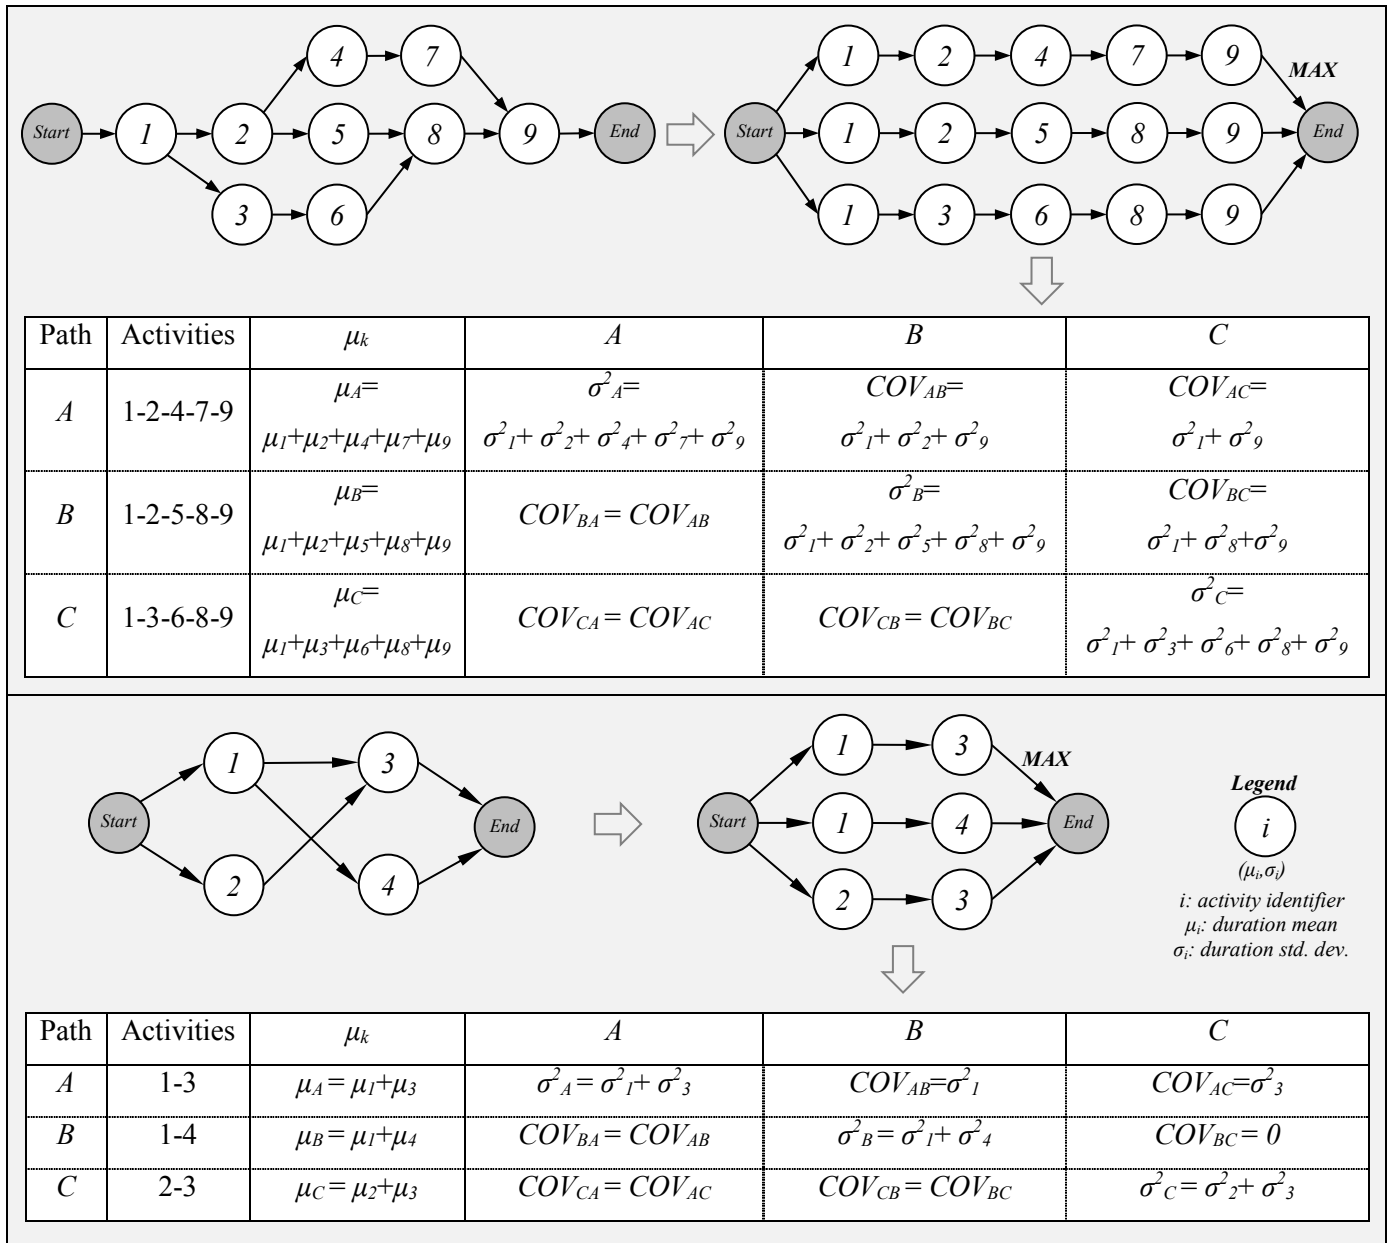 4 7
1 2 4 7 9
MAX
Start 1 2 5 8 9 End
Start 1 2 5 8 9 End
3 6
1 3 6 8 9
Path Activities μk A B C
μA= σ²A= COVAB= COVAC=
A 1-2-4-7-9
μ1+μ2+μ4+μ7+μ9 σ²1+ σ²2+ σ²4+ σ²7+ σ²9 σ²1+ σ²2+ σ²9 σ²1+ σ²9
μB= σ²B= COVBC=
B 1-2-5-8-9 COVBA = COVAB
μ1+μ2+μ5+μ8+μ9 σ²1+ σ²2+ σ²5+ σ²8+ σ²9 σ²1+ σ²8+σ²9
μC= σ²C=
C 1-3-6-8-9 COVCA = COVAC COVCB = COVBC
μ1+μ3+μ6+μ8+μ9 σ²1+ σ²3+ σ²6+ σ²8+ σ²9
1 3
1 3
MAX
Start End
Start 1 4 End
2 4
2 3
Legend
i
(μi,σi)
i: activity identifier
μi: duration mean
σi: duration std. dev.
Path Activities μk A B C
A 1-3 μA = μ1+μ3 σ²A = σ²1+ σ²3 COVAB=σ²1 COVAC=σ²3
B 1-4 μB = μ1+μ4 COVBA = COVAB σ²B = σ²1+ σ²4 COVBC = 0
C 2-3 μC = μ2+μ3 COVCA = COVAC COVCB = COVBC σ²C = σ²2+ σ²3